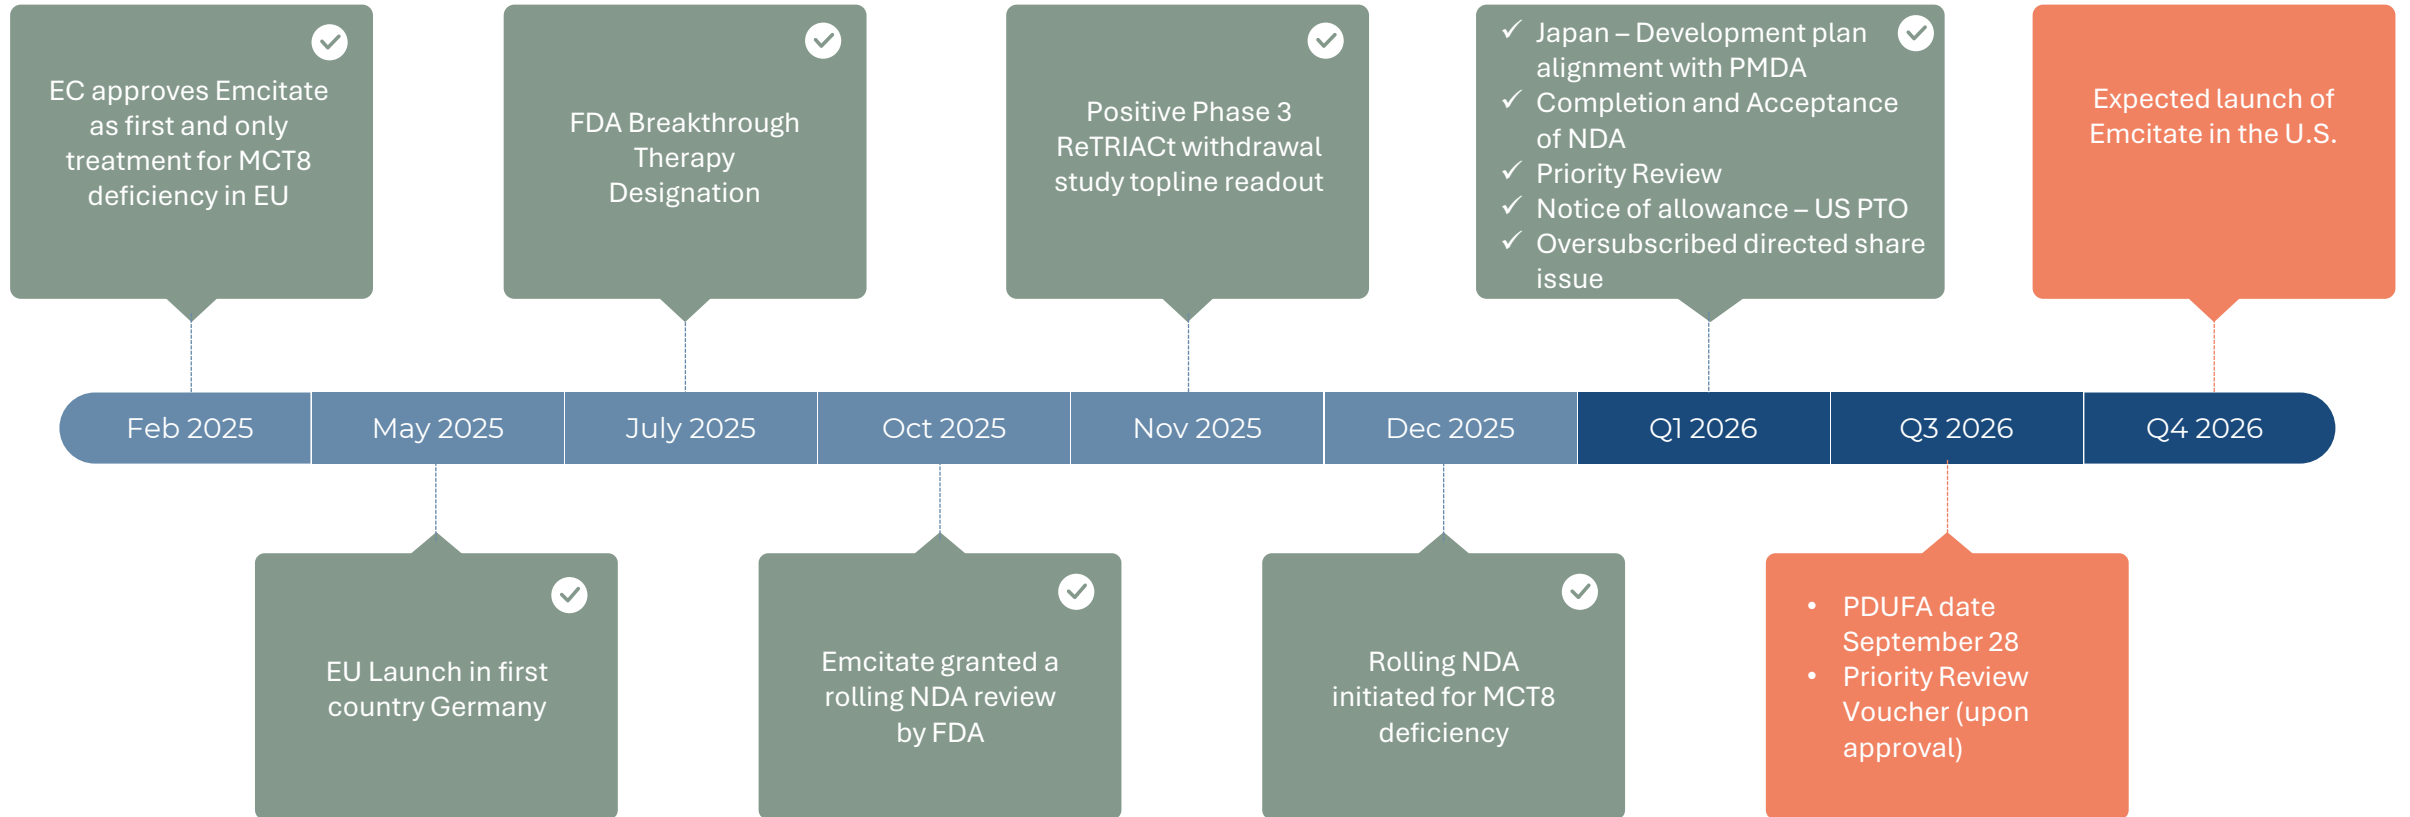 EC approves Emcitate
as first and only
treatment for MCT8
deficiency in EU
FDA Breakthrough
Therapy
Designation
Positive Phase 3
ReTRIACt withdrawal
study topline readout
✓ Japan – Development plan
alignment with PMDA
✓ Completion and Acceptance
of NDA
✓ Priority Review
✓ Notice of allowance – US PTO
✓ Oversubscribed directed share
issue
Expected launch of
Emcitate in the U.S.
Feb 2025
May 2025
July 2025
Oct 2025
Nov 2025
Dec 2025
Q1 2026
Q3 2026
Q4 2026
EU Launch in first
country Germany
Emcitate granted a
rolling NDA review
by FDA
Rolling NDA
initiated for MCT8
deficiency
• PDUFA date
September 28
• Priority Review
Voucher (upon
approval)